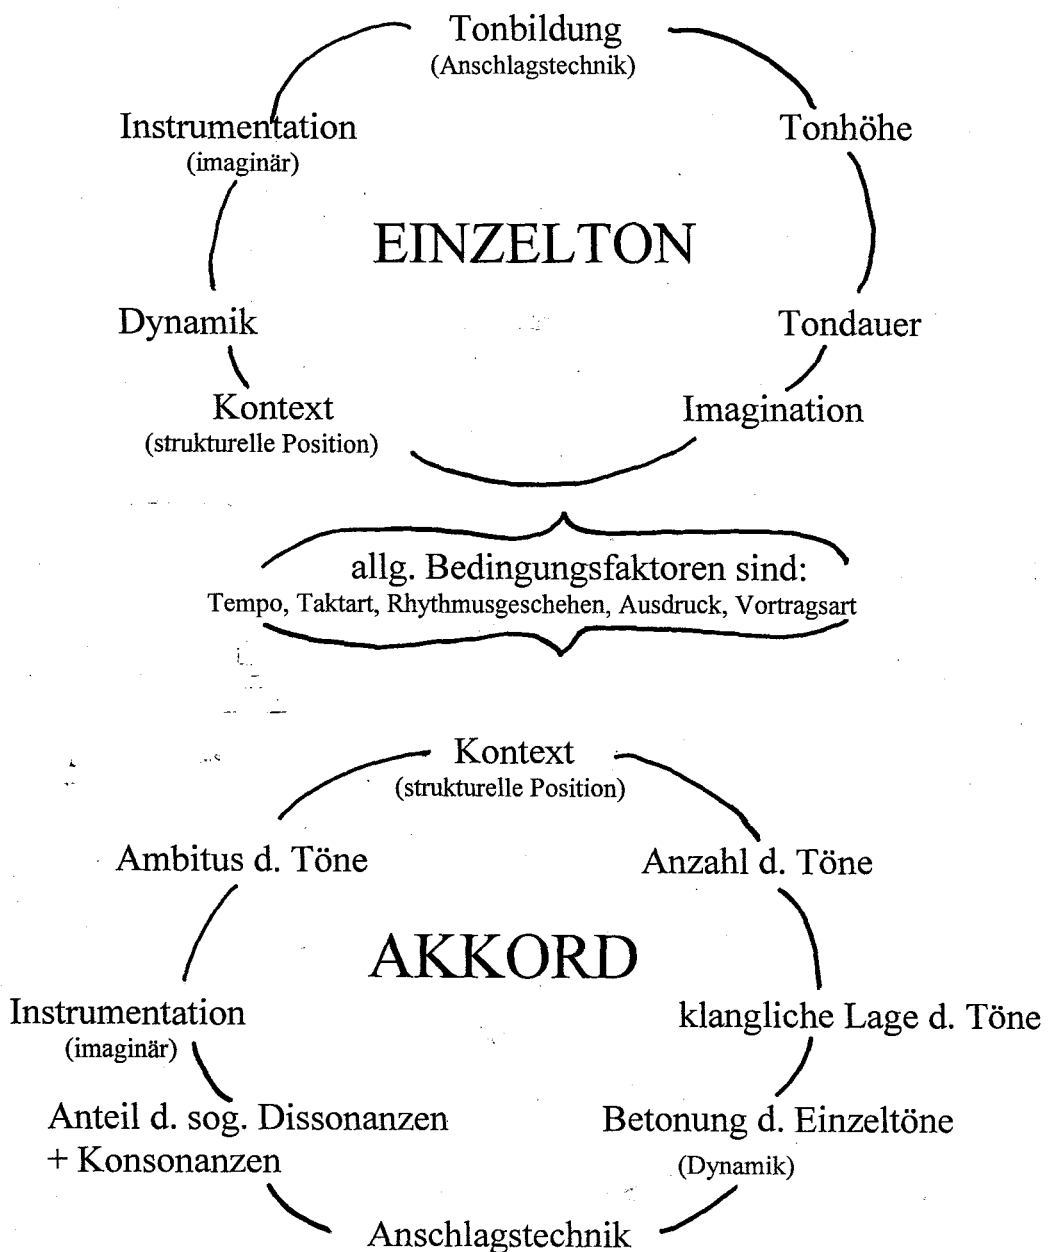 Tonbildung
(Anschlagstechnik)
Instrumentation
(imaginär)
Tonhöhe
EINZELTON
Dynamik
Tondauer
Kontext
(strukturelle Position)
Imagination
allg. Bedingungsfaktoren sind:
Tempo, Taktart, Rhythmusgeschehen, Ausdruck, Vortragsart
Kontext
(strukturelle Position)
Ambitus d. Töne
Anzahl d. Töne
AKKORD
Instrumentation
(imaginär)
klangliche Lage d. Töne
Anteil d. sog. Dissonanzen
+ Konsonanzen
Betonung d. Einzeltöne
(Dynamik)
Anschlagstechnik